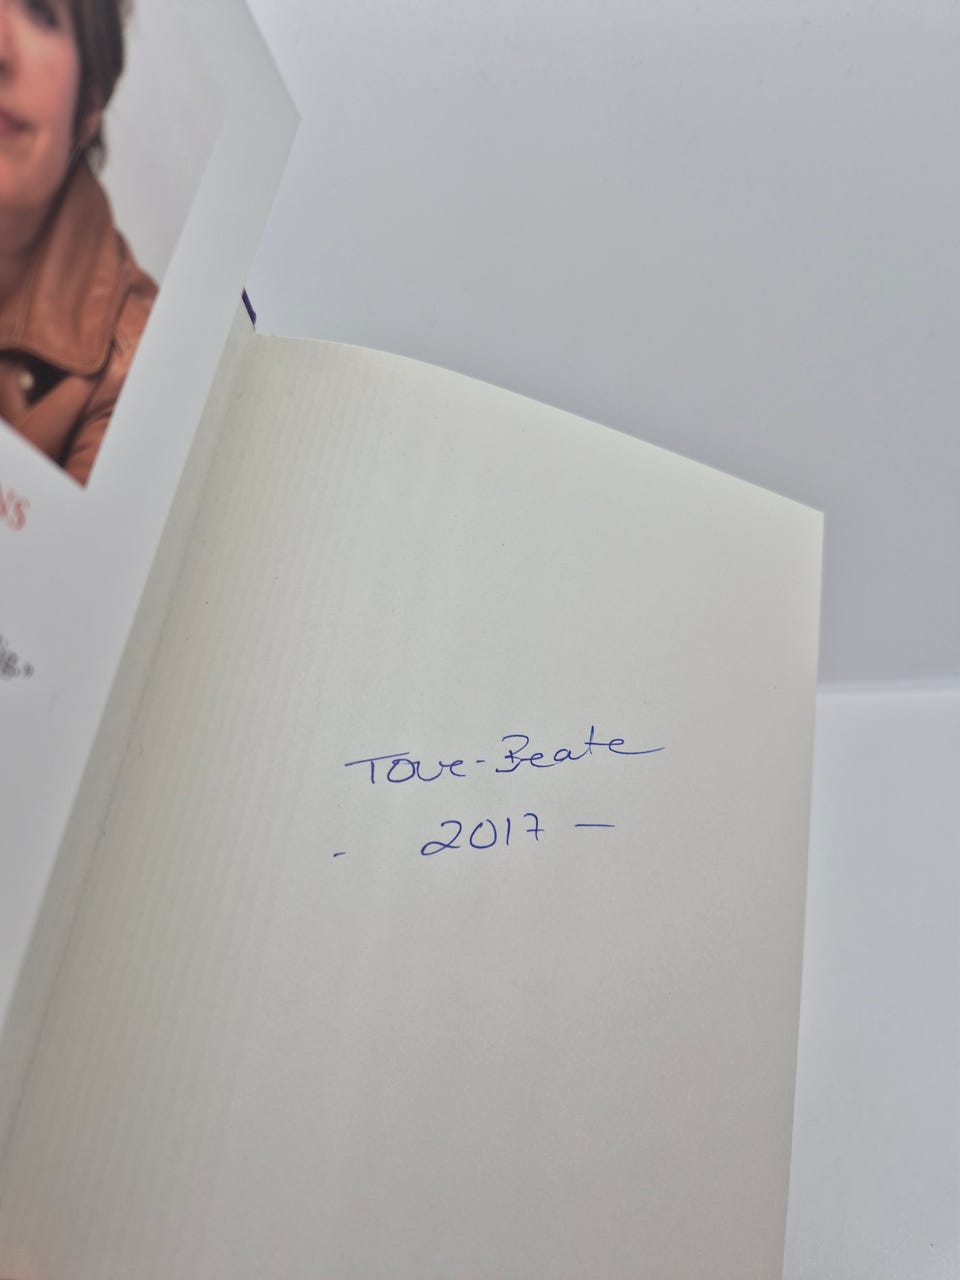 Tove-Beate
- 2017 —